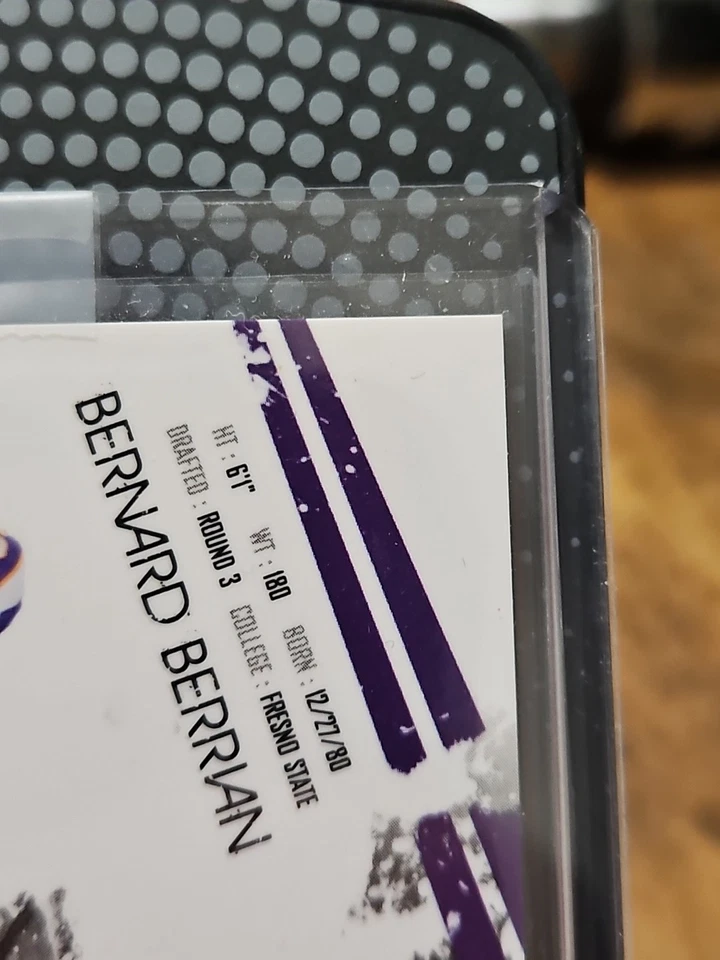 HT : 6'1" WT : 180 BORN : 12/27/80
DRAFTED : ROUND 3 COLLEGE : FRESNO STATE
BERNARD BERRIAN